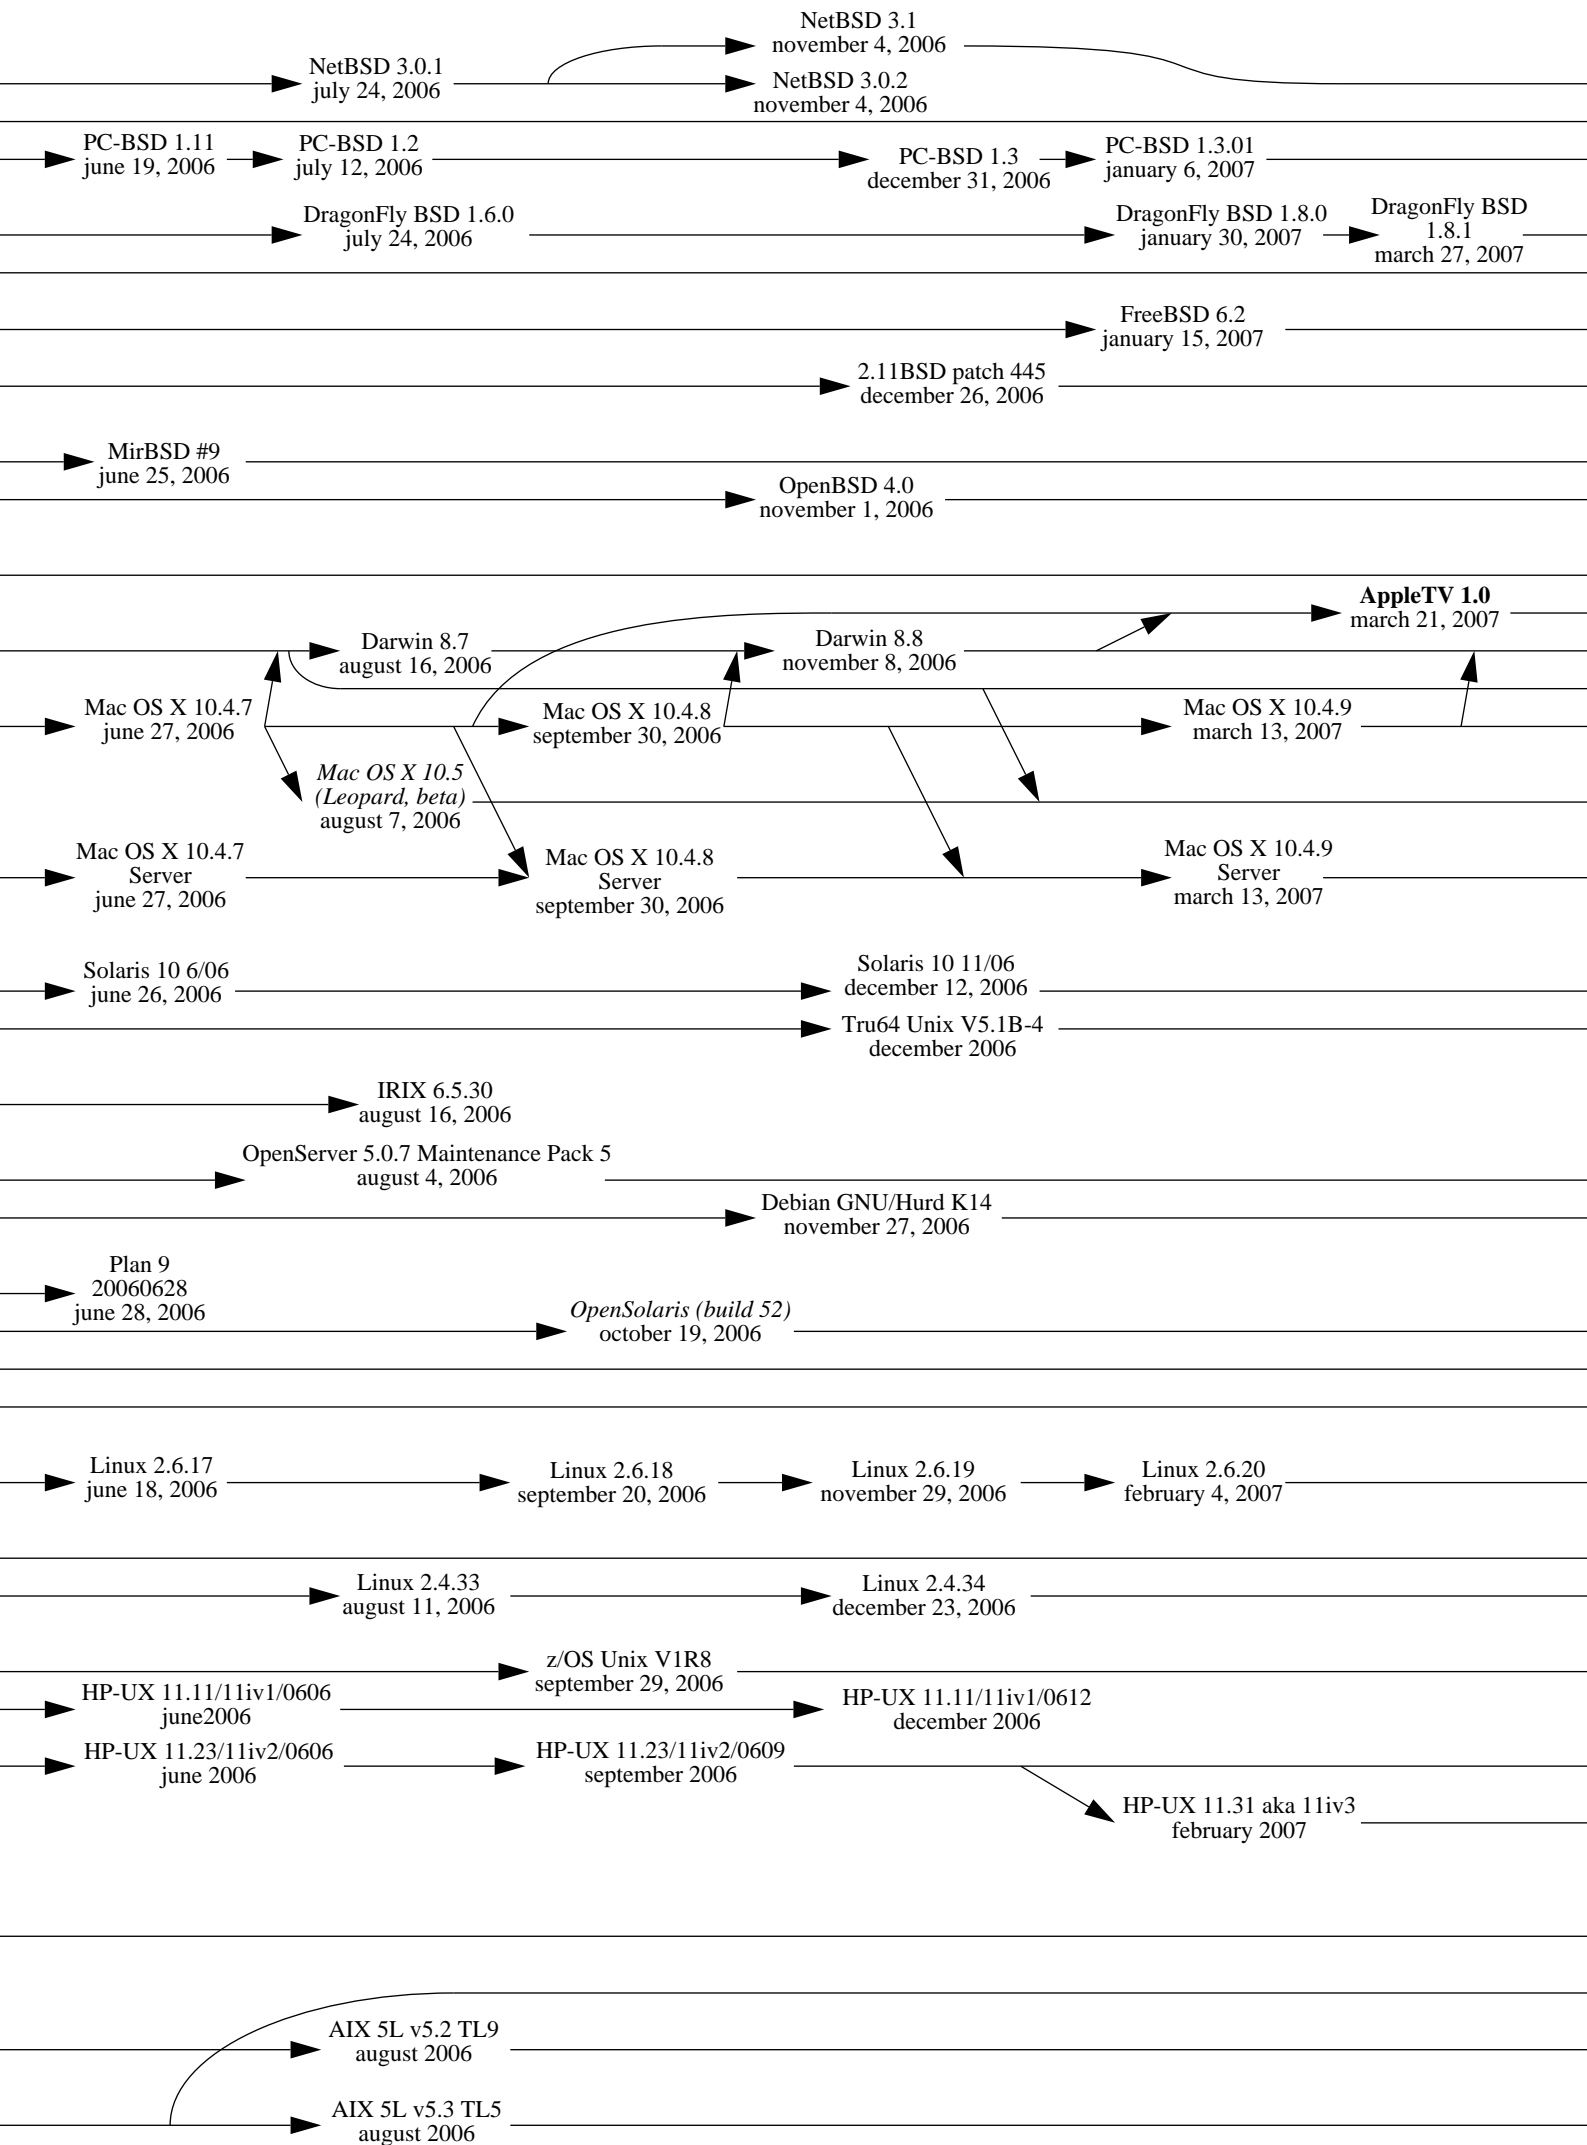 NetBSD 3.1
november 4, 2006
NetBSD 3.0.1
july 24, 2006
NetBSD 3.0.2
november 4, 2006
PC-BSD 1.11
june 19, 2006
PC-BSD 1.2
july 12, 2006
PC-BSD 1.3
december 31, 2006
PC-BSD 1.3.01
january 6, 2007
DragonFly BSD 1.6.0
july 24, 2006
DragonFly BSD 1.8.0
january 30, 2007
DragonFly BSD
1.8.1
march 27, 2007
FreeBSD 6.2
january 15, 2007
2.11BSD patch 445
december 26, 2006
MirBSD #9
june 25, 2006
OpenBSD 4.0
november 1, 2006
AppleTV 1.0
march 21, 2007
Darwin 8.7
august 16, 2006
Darwin 8.8
november 8, 2006
Mac OS X 10.4.7
june 27, 2006
Mac OS X 10.4.8
september 30, 2006
Mac OS X 10.4.9
march 13, 2007
Mac OS X 10.5
(Leopard, beta)
august 7, 2006
Mac OS X 10.4.7
Server
june 27, 2006
Mac OS X 10.4.8
Server
september 30, 2006
Mac OS X 10.4.9
Server
march 13, 2007
Solaris 10 6/06
june 26, 2006
Solaris 10 11/06
december 12, 2006
Tru64 Unix V5.1B-4
december 2006
IRIX 6.5.30
august 16, 2006
OpenServer 5.0.7 Maintenance Pack 5
august 4, 2006
Debian GNU/Hurd K14
november 27, 2006
Plan 9
20060628
june 28, 2006
OpenSolaris (build 52)
october 19, 2006
Linux 2.6.17
june 18, 2006
Linux 2.6.18
september 20, 2006
Linux 2.6.19
november 29, 2006
Linux 2.6.20
february 4, 2007
Linux 2.4.33
august 11, 2006
Linux 2.4.34
december 23, 2006
z/OS Unix V1R8
september 29, 2006
HP-UX 11.11/11iv1/0606
june2006
HP-UX 11.11/11iv1/0612
december 2006
HP-UX 11.23/11iv2/0606
june 2006
HP-UX 11.23/11iv2/0609
september 2006
HP-UX 11.31 aka 11iv3
february 2007
AIX 5L v5.2 TL9
august 2006
AIX 5L v5.3 TL5
august 2006